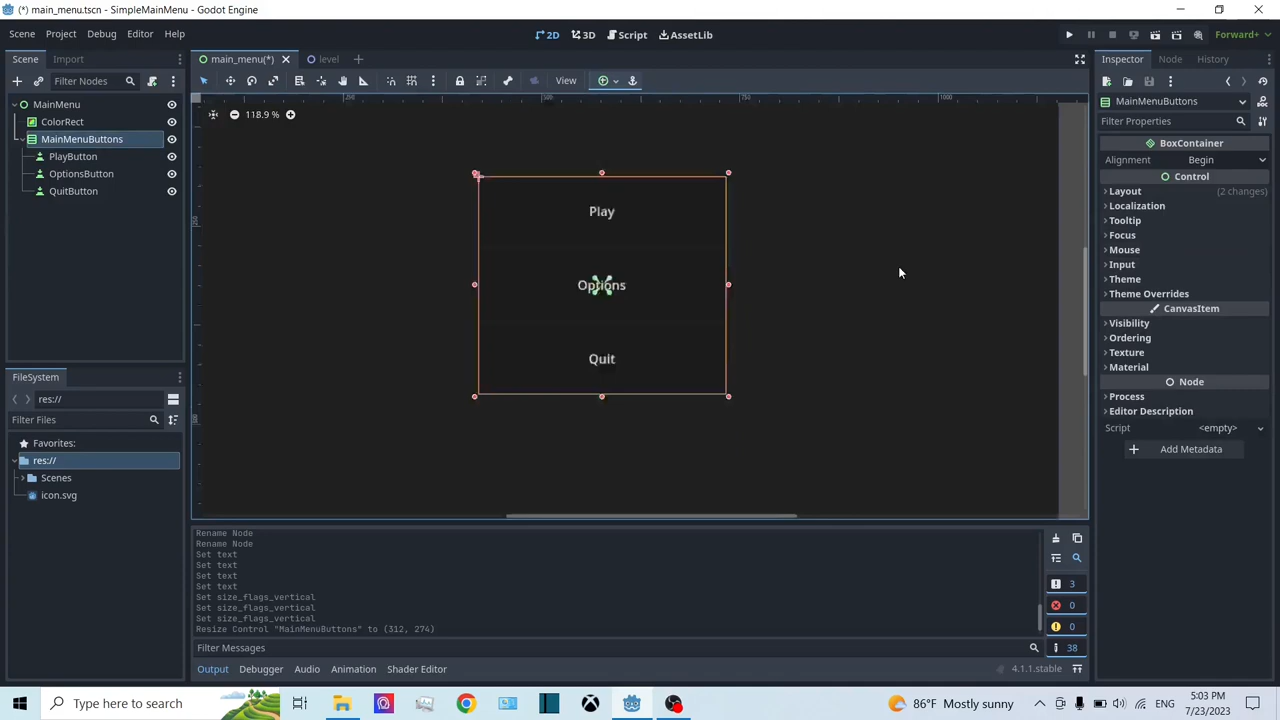 (*) main_menu.tscn - SimpleMainMenu - Godot Engine
Scene Project Debug Editor Help
2D 3D Script AssetLib
Forward+
Scene Import
main_menu(*) level
Inspector Node History
Filter Nodes
View
MainMenu
ColorRect
MainMenuButtons
PlayButton
OptionsButton
QuitButton
250 500 750 1000
118.9 %
250
500
Play
Options
Quit
MainMenuButtons
Filter Properties
BoxContainer
Alignment Begin
Control
Layout (2 changes)
Localization
Tooltip
Focus
Mouse
Input
Theme
Theme Overrides
CanvasItem
Visibility
Ordering
Texture
Material
Node
Process
Editor Description
Script <empty>
Add Metadata
FileSystem
res://
Filter Files
Favorites:
res://
Scenes
icon.svg
Rename Node
Rename Node
Set text
Set text
Set text
Set text
Set size_flags_vertical
Set size_flags_vertical
Set size_flags_vertical
Resize Control "MainMenuButtons" to (312, 274)
3
0
0
38
Filter Messages
Output Debugger Audio Animation Shader Editor
4.1.1.stable
Type here to search
86°F Mostly sunny
ENG
5:03 PM
7/23/2023